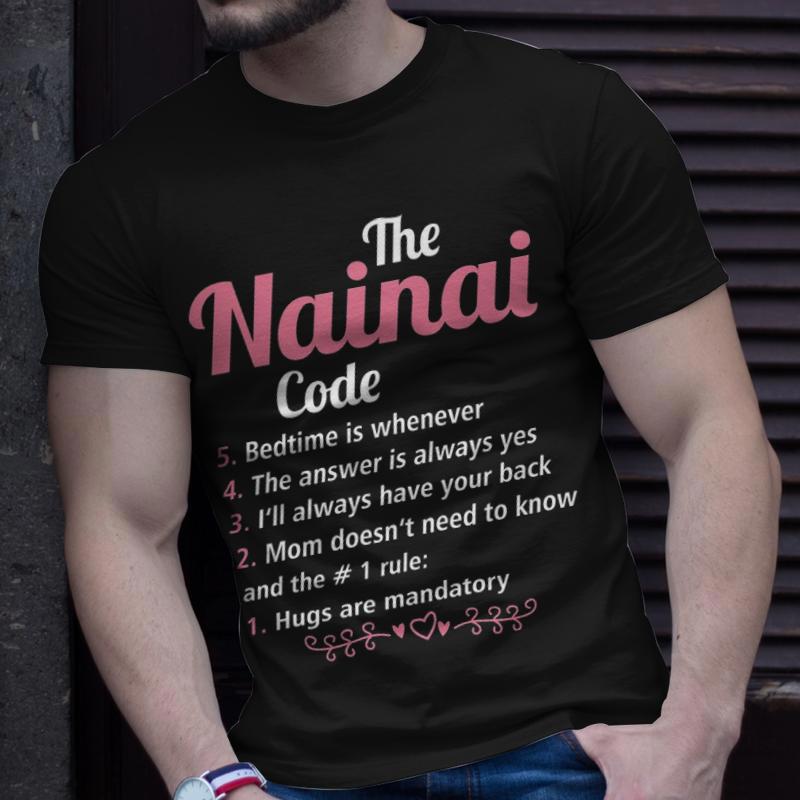 The
Nainai
Code
5. Bedtime is whenever
4. The answer is always yes
3. I'll always have your back
2. Mom doesn't need to know
and the # 1 rule:
1. Hugs are mandatory